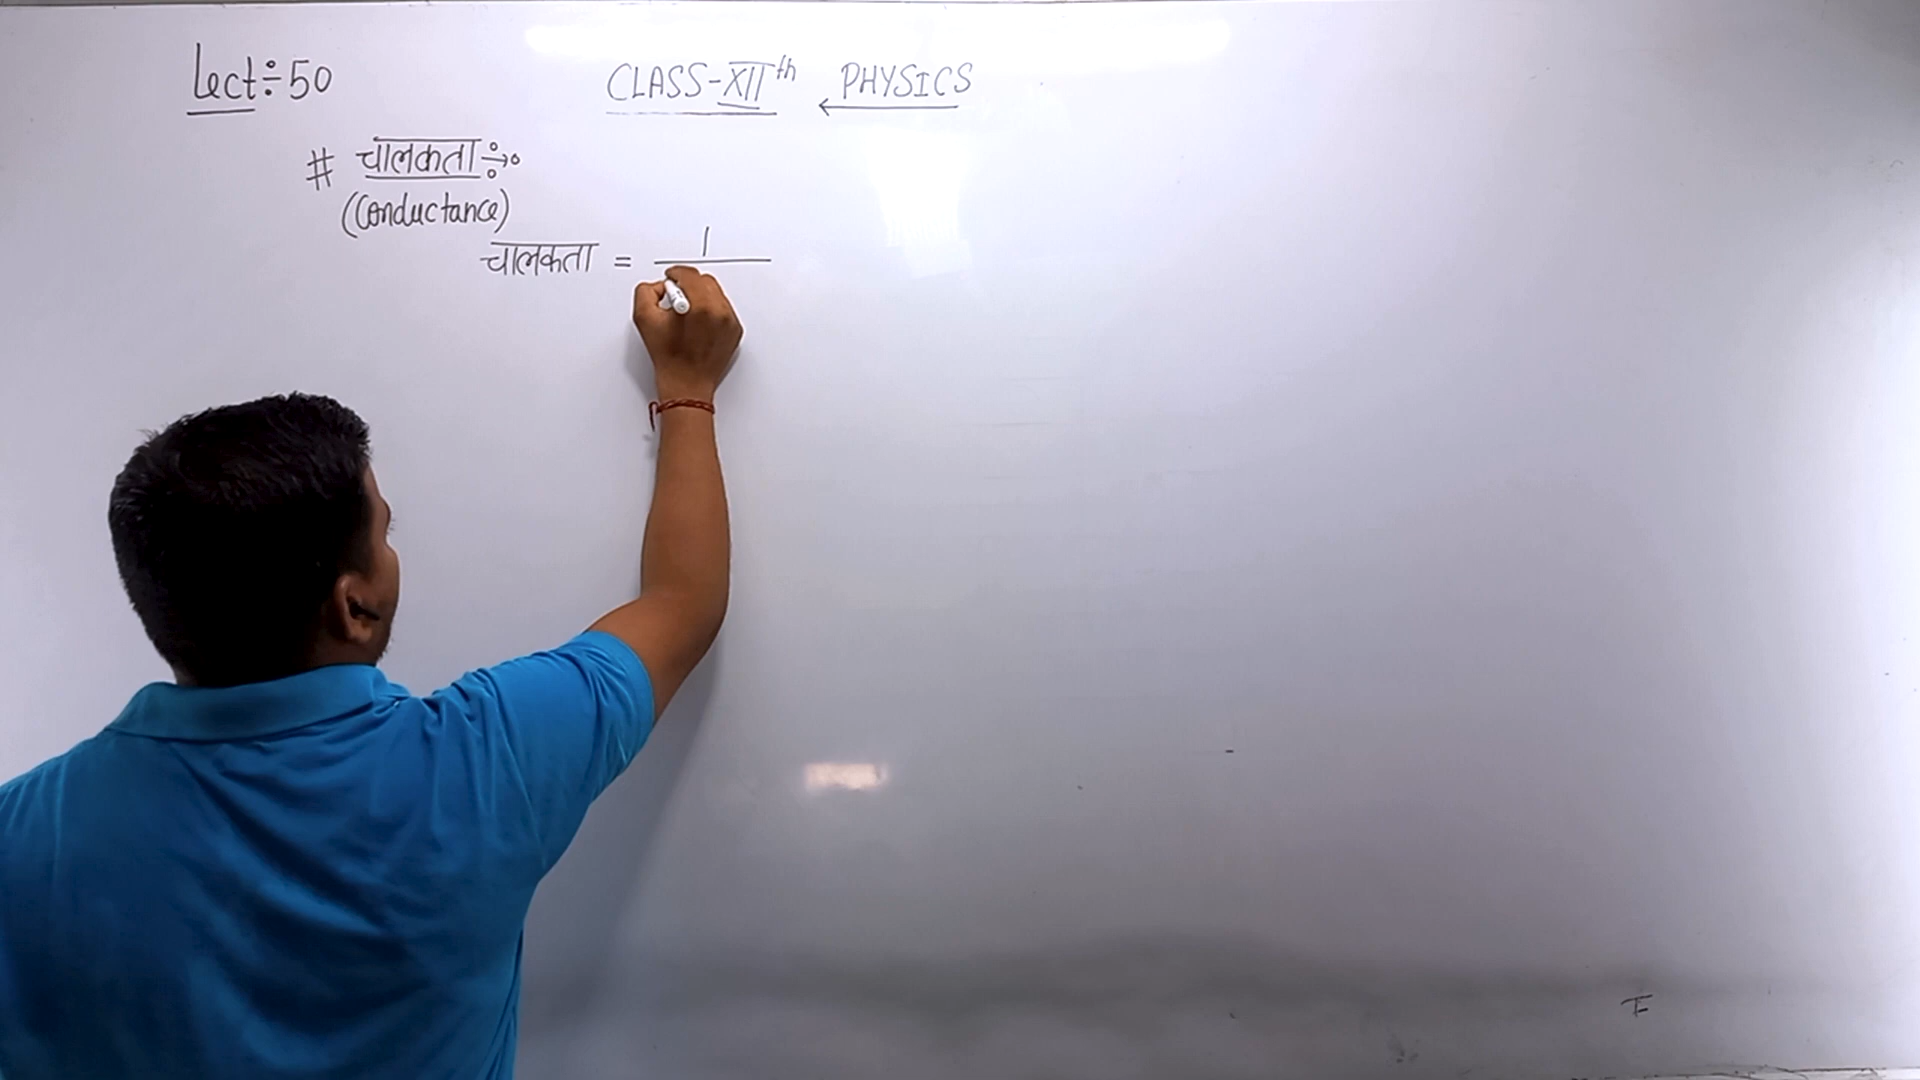 Lect÷50
CLASS-XIIth PHYSICS
# चालकता÷
(Conductance)
चालकता = 1